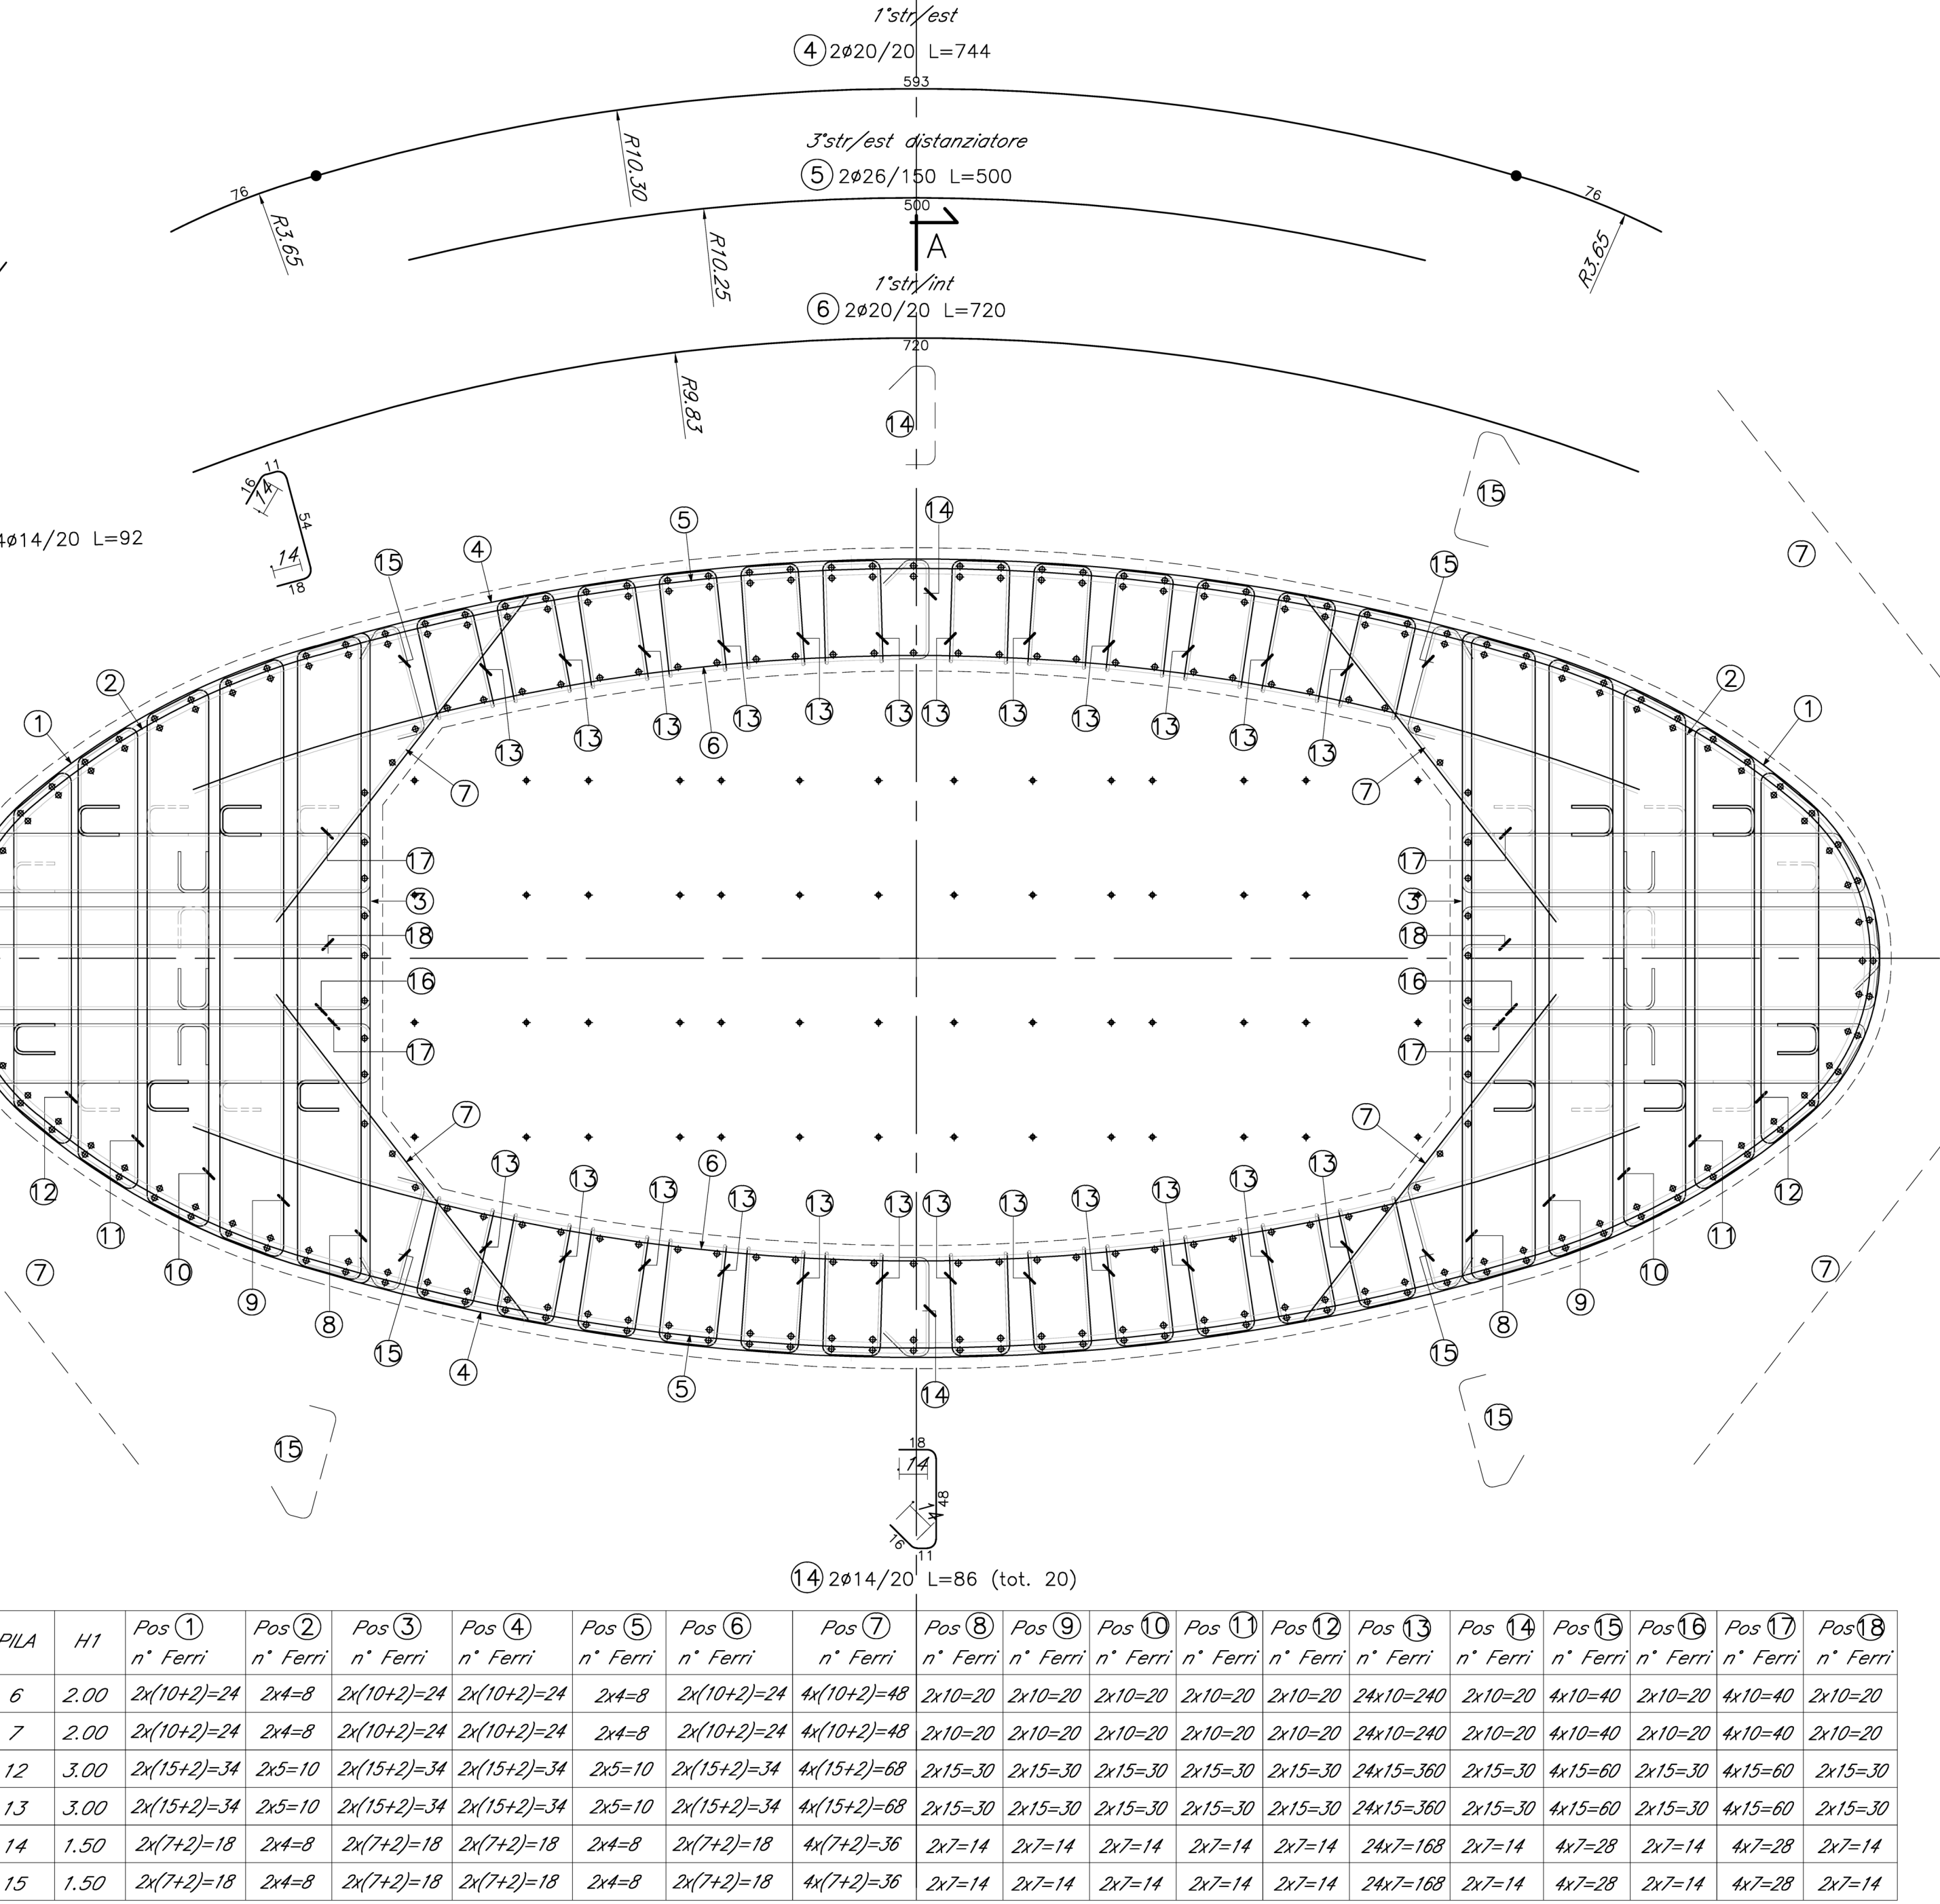 1°str/est
④ 2ø20/20 L=744
593
76
R3.65
R10.30
76
R3.65
3°str/est distanziatore
⑤ 2ø26/150 L=500
500
R10.25
A
1°str/int
⑥ 2ø20/20 L=720
720
R9.83
⑭
⑮
11
16
14
54
14
18
4ø14/20 L=92
⑦
⑭
⑤
④
⑮
⑮
②
①
②
①
⑬ ⑬ ⑬ ⑬ ⑬ ⑬ ⑬ ⑬ ⑬ ⑬ ⑬ ⑬
⑥
⑦ ⑦
⑰ ⑰
③ ③
⑱ ⑱
⑯ ⑯
⑰ ⑰
⑦ ⑦
⑥
⑬ ⑬ ⑬ ⑬ ⑬ ⑬ ⑬ ⑬ ⑬ ⑬ ⑬ ⑬
⑫ ⑪ ⑩ ⑨ ⑧ ⑮ ④ ⑤ ⑭ ⑮ ⑧ ⑨ ⑩ ⑪ ⑫
⑦ ⑦
⑮ ⑮
18
14
48
14
16
11
⑭ 2ø14/20 L=86 (tot. 20)
PILA H1 Pos ① Pos ② Pos ③ Pos ④ Pos ⑤ Pos ⑥ Pos ⑦ Pos ⑧ Pos ⑨ Pos ⑩ Pos ⑪ Pos ⑫ Pos ⑬ Pos ⑭ Pos ⑮ Pos ⑯ Pos ⑰ Pos ⑱
n° Ferri n° Ferri n° Ferri n° Ferri n° Ferri n° Ferri n° Ferri n° Ferri n° Ferri n° Ferri n° Ferri n° Ferri n° Ferri n° Ferri n° Ferri n° Ferri n° Ferri n° Ferri
6 2.00 2x(10+2)=24 2x4=8 2x(10+2)=24 2x(10+2)=24 2x4=8 2x(10+2)=24 4x(10+2)=48 2x10=20 2x10=20 2x10=20 2x10=20 2x10=20 24x10=240 2x10=20 4x10=40 2x10=20 4x10=40 2x10=20
7 2.00 2x(10+2)=24 2x4=8 2x(10+2)=24 2x(10+2)=24 2x4=8 2x(10+2)=24 4x(10+2)=48 2x10=20 2x10=20 2x10=20 2x10=20 2x10=20 24x10=240 2x10=20 4x10=40 2x10=20 4x10=40 2x10=20
12 3.00 2x(15+2)=34 2x5=10 2x(15+2)=34 2x(15+2)=34 2x5=10 2x(15+2)=34 4x(15+2)=68 2x15=30 2x15=30 2x15=30 2x15=30 2x15=30 24x15=360 2x15=30 4x15=60 2x15=30 4x15=60 2x15=30
13 3.00 2x(15+2)=34 2x5=10 2x(15+2)=34 2x(15+2)=34 2x5=10 2x(15+2)=34 4x(15+2)=68 2x15=30 2x15=30 2x15=30 2x15=30 2x15=30 24x15=360 2x15=30 4x15=60 2x15=30 4x15=60 2x15=30
14 1.50 2x(7+2)=18 2x4=8 2x(7+2)=18 2x(7+2)=18 2x4=8 2x(7+2)=18 4x(7+2)=36 2x7=14 2x7=14 2x7=14 2x7=14 2x7=14 24x7=168 2x7=14 4x7=28 2x7=14 4x7=28 2x7=14
15 1.50 2x(7+2)=18 2x4=8 2x(7+2)=18 2x(7+2)=18 2x4=8 2x(7+2)=18 4x(7+2)=36 2x7=14 2x7=14 2x7=14 2x7=14 2x7=14 24x7=168 2x7=14 4x7=28 2x7=14 4x7=28 2x7=14